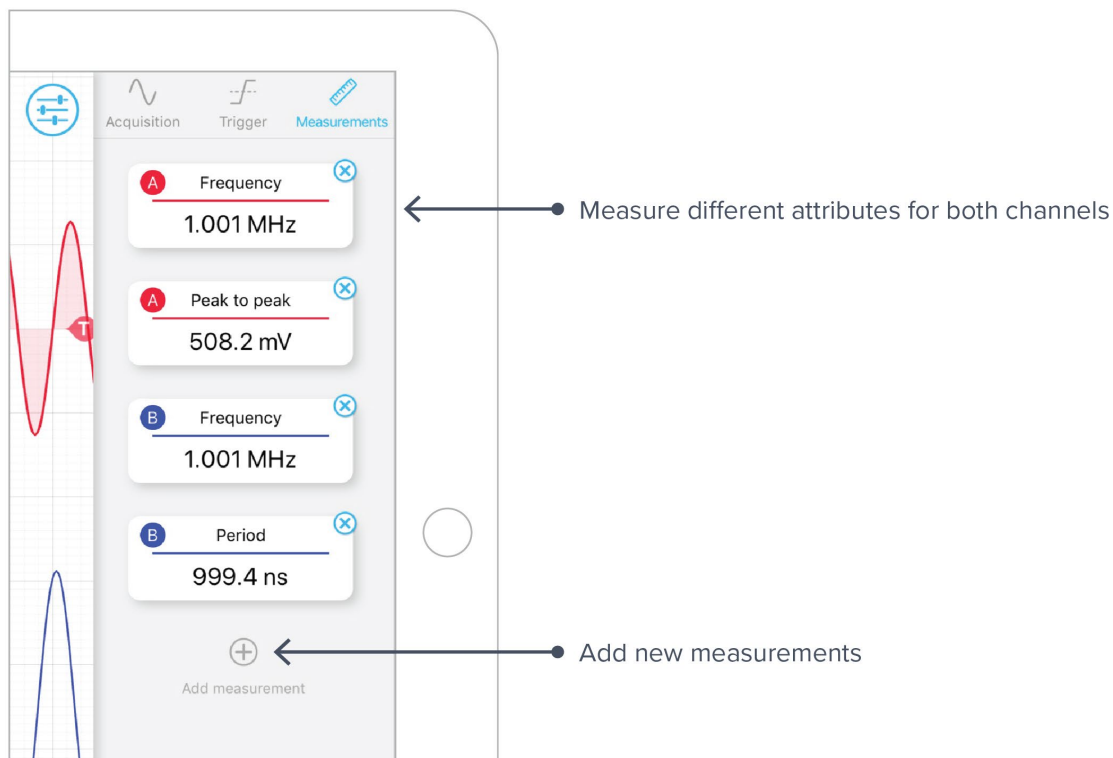 Acquisition Trigger Measurements
A Frequency
1.001 MHz
Measure different attributes for both channels
A Peak to peak
508.2 mV
T
B Frequency
1.001 MHz
B Period
999.4 ns
Add new measurements
Add measurement